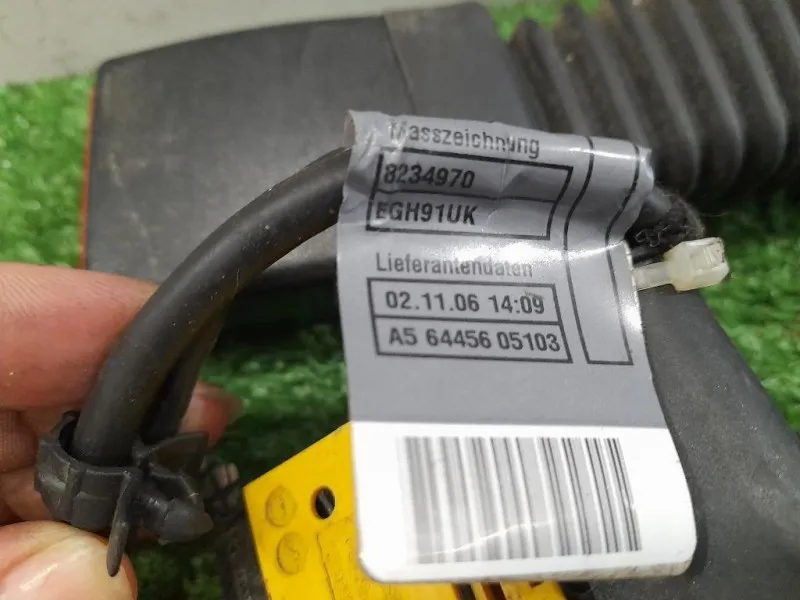 Masszeichnung
8234970
EGH91UK
Lieferantendaten
02.11.06 14:09
A5 64456 05103